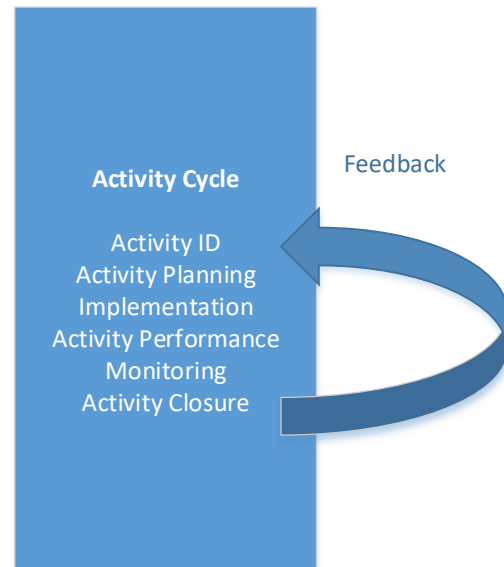 Activity Cycle
Feedback
Activity ID
Activity Planning
Implementation
Activity Performance
Monitoring
Activity Closure